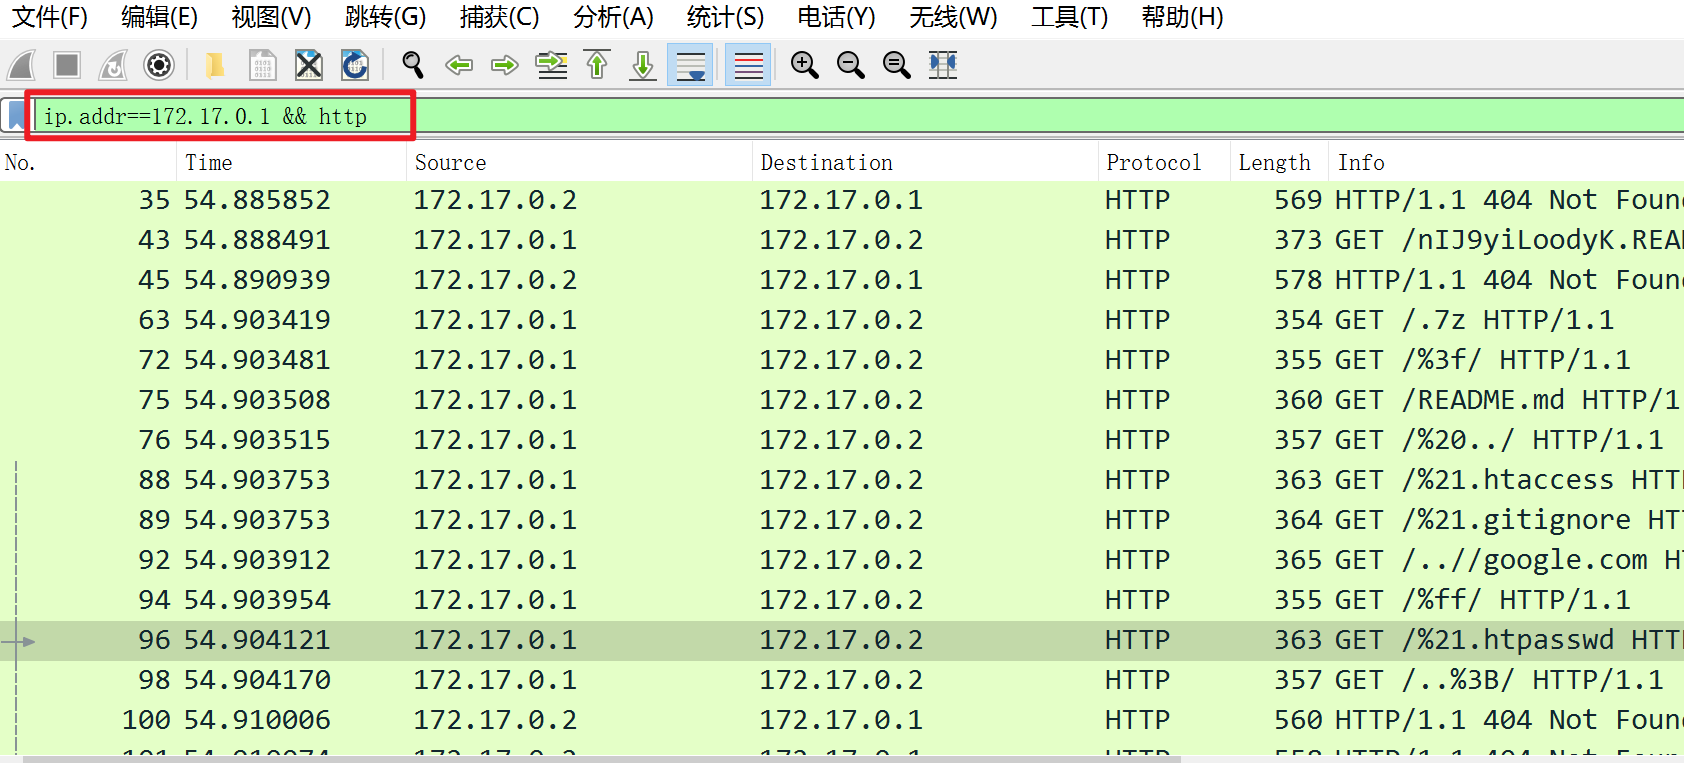 文件(F) 编辑(E) 视图(V) 跳转(G) 捕获(C) 分析(A) 统计(S) 电话(Y) 无线(W) 工具(T) 帮助(H)
ip.addr==172.17.0.1 && http
No. Time Source Destination Protocol Length Info
35 54.885852 172.17.0.2 172.17.0.1 HTTP 569 HTTP/1.1 404 Not Foun
43 54.888491 172.17.0.1 172.17.0.2 HTTP 373 GET /nIJ9yiLoodyK.REA
45 54.890939 172.17.0.2 172.17.0.1 HTTP 578 HTTP/1.1 404 Not Foun
63 54.903419 172.17.0.1 172.17.0.2 HTTP 354 GET /.7z HTTP/1.1
72 54.903481 172.17.0.1 172.17.0.2 HTTP 355 GET /%3f/ HTTP/1.1
75 54.903508 172.17.0.1 172.17.0.2 HTTP 360 GET /README.md HTTP/1
76 54.903515 172.17.0.1 172.17.0.2 HTTP 357 GET /%20../ HTTP/1.1
88 54.903753 172.17.0.1 172.17.0.2 HTTP 363 GET /%21.htaccess HTT
89 54.903753 172.17.0.1 172.17.0.2 HTTP 364 GET /%21.gitignore HT
92 54.903912 172.17.0.1 172.17.0.2 HTTP 365 GET /..//google.com H
94 54.903954 172.17.0.1 172.17.0.2 HTTP 355 GET /%ff/ HTTP/1.1
96 54.904121 172.17.0.1 172.17.0.2 HTTP 363 GET /%21.htpasswd HTT
98 54.904170 172.17.0.1 172.17.0.2 HTTP 357 GET /..%3B/ HTTP/1.1
100 54.910006 172.17.0.2 172.17.0.1 HTTP 560 HTTP/1.1 404 Not Foun